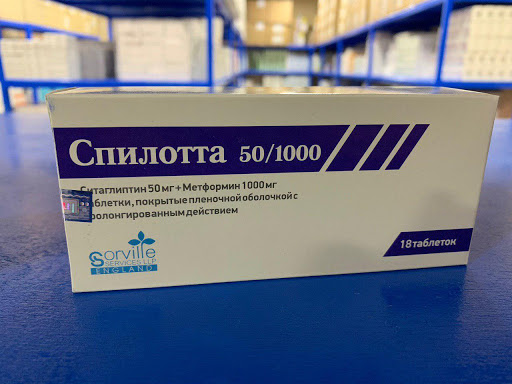 Спилотта 50/1000
Ситаглиптин 50 мг + Метформин 1000 мг
таблетки, покрытые пленочной оболочкой с
пролонгированным действием
Sorville
SERVICES LLP
ENGLAND
18 таблеток